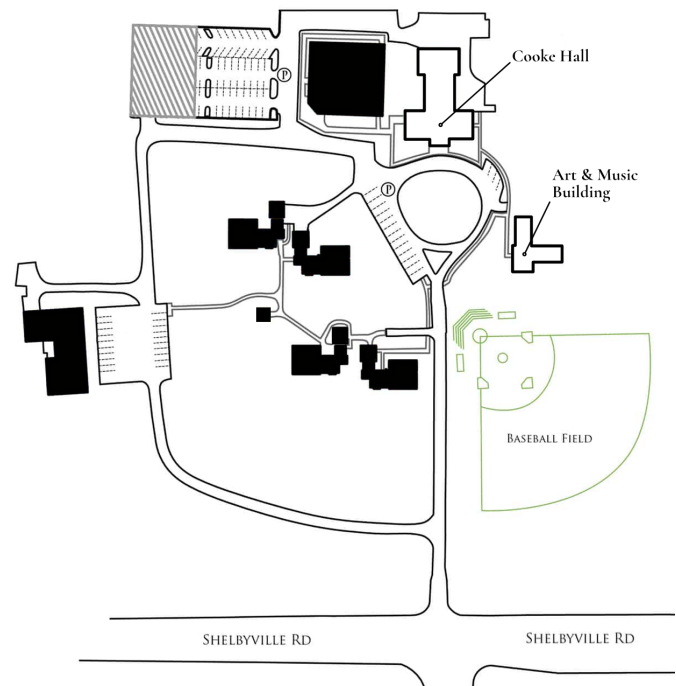 Cooke Hall
P
Art & Music
Building
P
BASEBALL FIELD
SHELBYVILLE RD
SHELBYVILLE RD